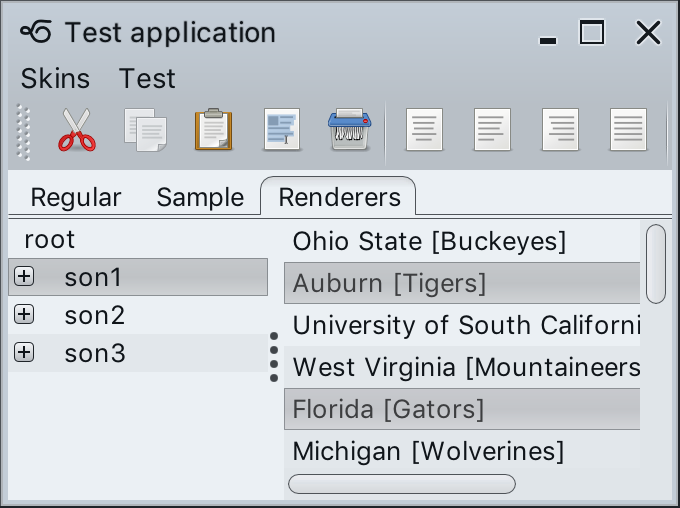 Test application
Skins Test
Regular Sample Renderers
root
son1
son2
son3
Ohio State [Buckeyes]
Auburn [Tigers]
University of South Californi
West Virginia [Mountaineers
Florida [Gators]
Michigan [Wolverines]